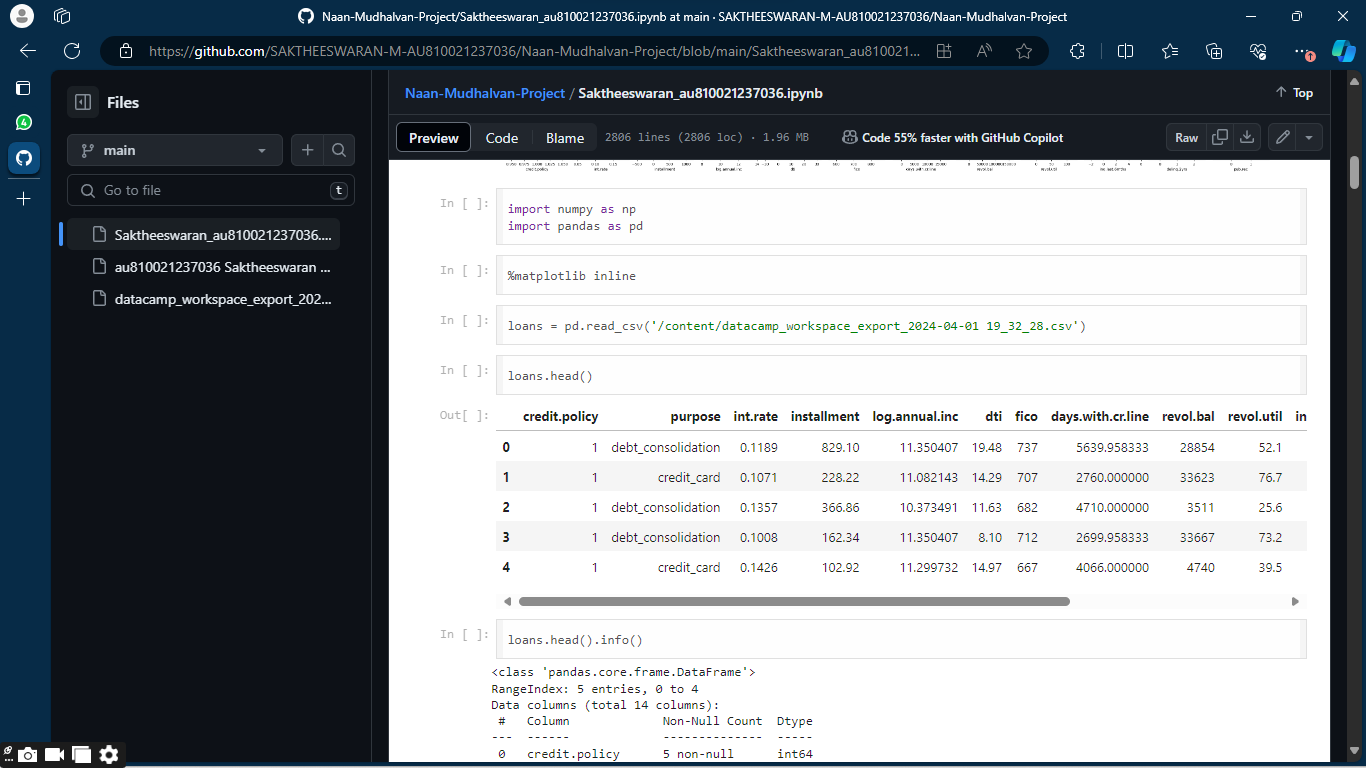 Naan-Mudhalvan-Project/Saktheeswaran_au810021237036.ipynb at main · SAKTHEESWARAN-M-AU810021237036/Naan-Mudhalvan-Project
https://github.com/SAKTHEESWARAN-M-AU810021237036/Naan-Mudhalvan-Project/blob/main/Saktheeswaran_au810021...
Files
main
Go to file t
Saktheeswaran_au810021237036....
au810021237036 Saktheeswaran ...
datacamp_workspace_export_202...
4
Naan-Mudhalvan-Project / Saktheeswaran_au810021237036.ipynb
Top
Preview Code Blame 2806 lines (2806 loc) · 1.96 MB Code 55% faster with GitHub Copilot Raw
In [ ]: import numpy as np
import pandas as pd
In [ ]: %matplotlib inline
In [ ]: loans = pd.read_csv('/content/datacamp_workspace_export_2024-04-01 19_32_28.csv')
In [ ]: loans.head()
Out[ ]: credit.policy purpose int.rate installment log.annual.inc dti fico days.with.cr.line revol.bal revol.util in
0 1 debt_consolidation 0.1189 829.10 11.350407 19.48 737 5639.958333 28854 52.1
1 1 credit_card 0.1071 228.22 11.082143 14.29 707 2760.000000 33623 76.7
2 1 debt_consolidation 0.1357 366.86 10.373491 11.63 682 4710.000000 3511 25.6
3 1 debt_consolidation 0.1008 162.34 11.350407 8.10 712 2699.958333 33667 73.2
4 1 credit_card 0.1426 102.92 11.299732 14.97 667 4066.000000 4740 39.5
In [ ]: loans.head().info()
<class 'pandas.core.frame.DataFrame'>
RangeIndex: 5 entries, 0 to 4
Data columns (total 14 columns):
# Column Non-Null Count Dtype
--- ------ -------------- -----
0 credit.policy 5 non-null int64